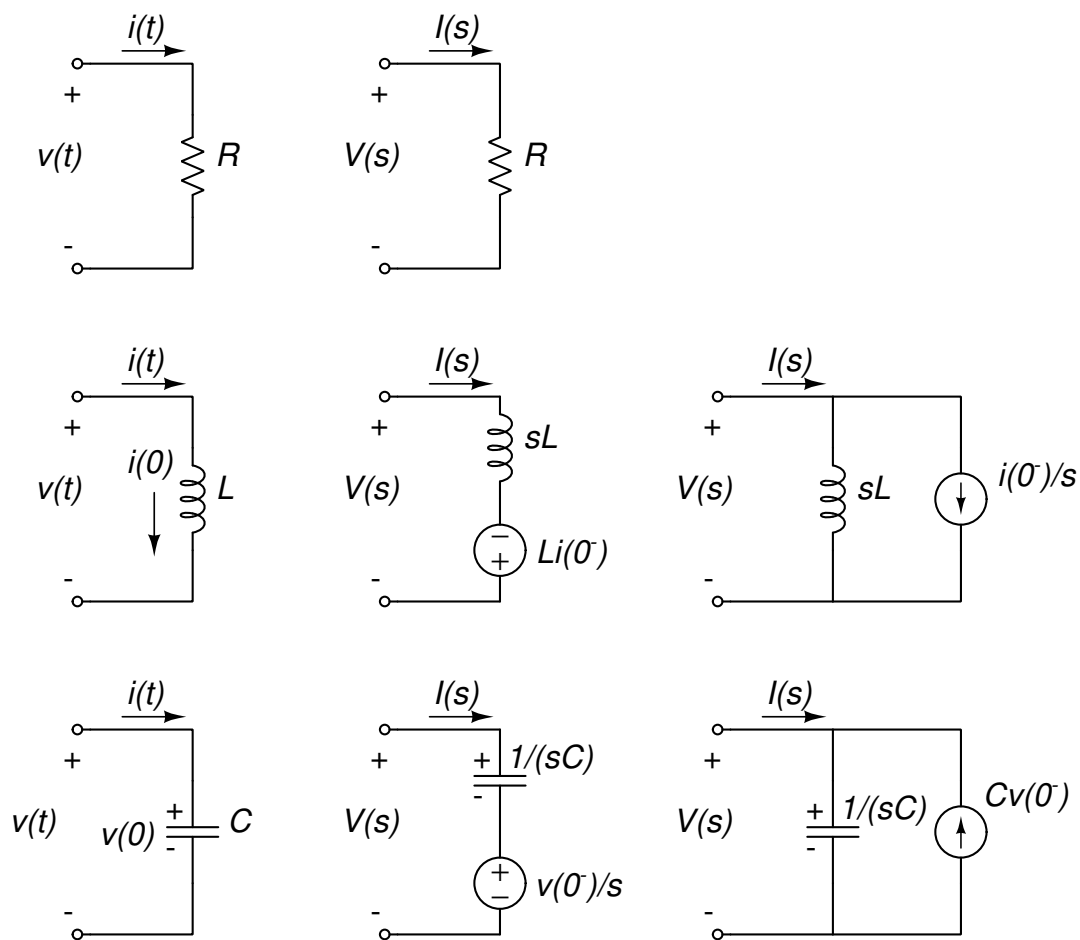 i(t) I(s)
+ +
v(t) R V(s) R
- -
i(t) I(s) I(s)
+ + sL +
v(t) i(0) L V(s) V(s) sL i(0⁻)/s
− + Li(0⁻)
- - -
i(t) I(s) I(s)
+ + + 1/(sC) - +
v(t) v(0) + - C V(s) V(s) + - 1/(sC) Cv(0⁻)
+ − v(0⁻)/s
- - -